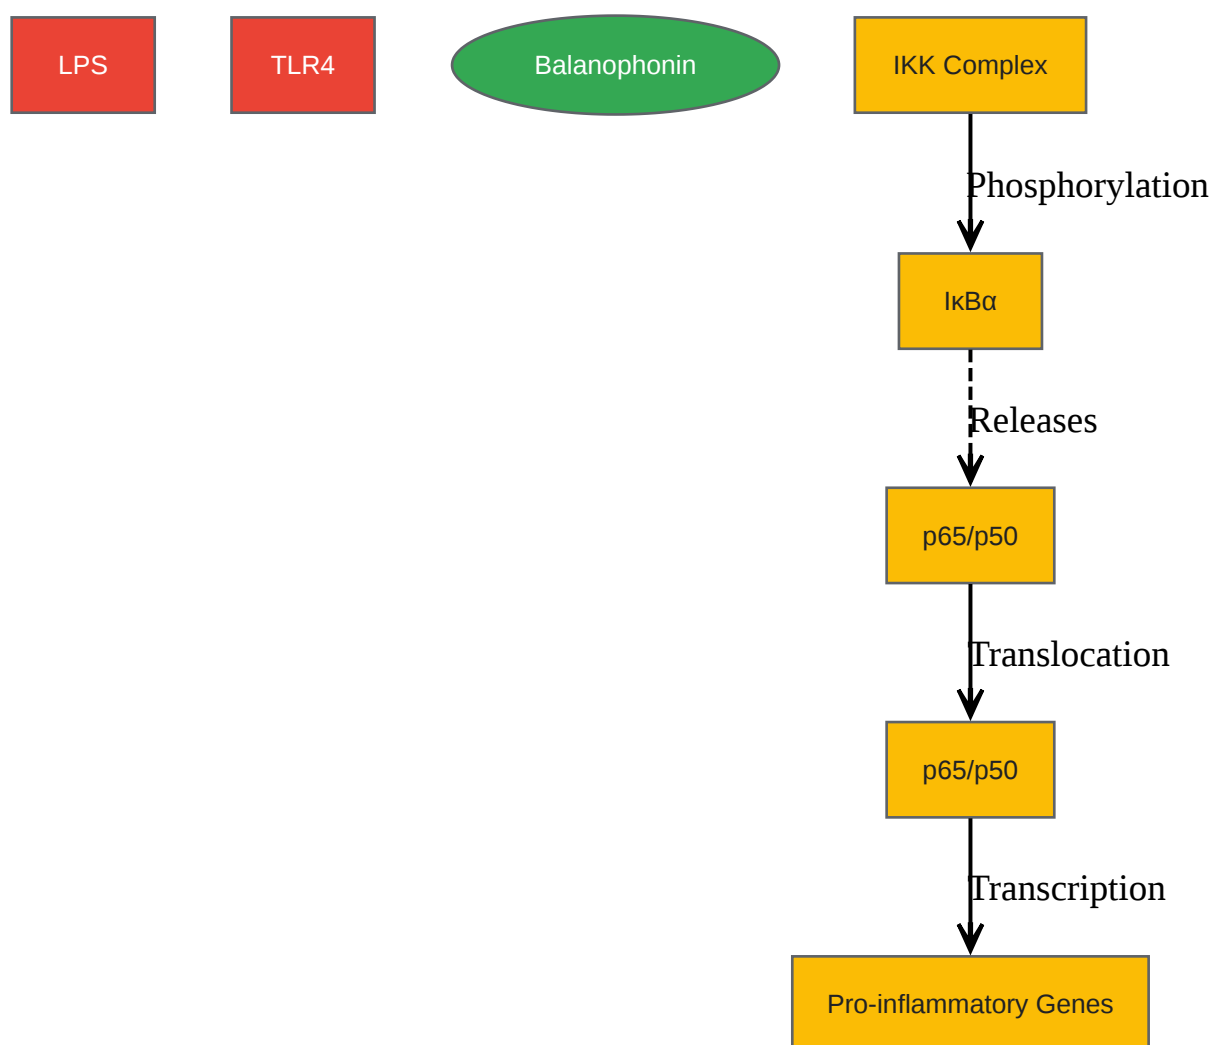 LPS
TLR4
Balanophonin
IKK Complex
Phosphorylation
IκBα
Releases
p65/p50
Translocation
p65/p50
Transcription
Pro-inflammatory Genes